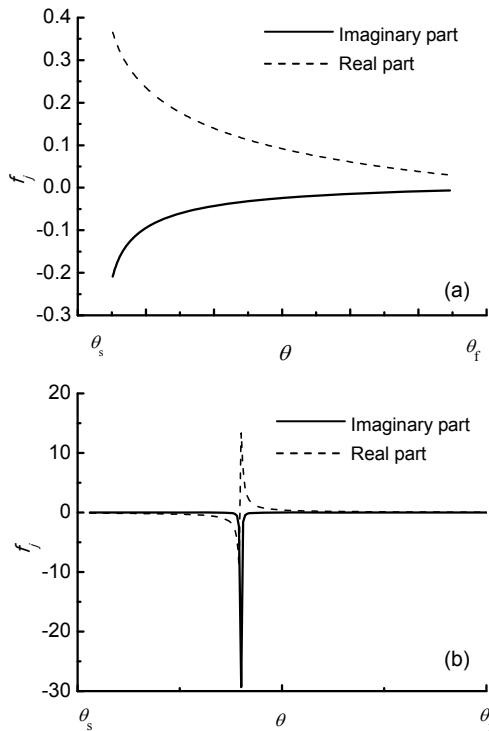 0.4
0.3
0.2
0.1
0.0
-0.1
-0.2
-0.3
f_j
Imaginary part
Real part
(a)
θ_s
θ
θ_f
20
10
0
-10
-20
-30
f_j
Imaginary part
Real part
(b)
θ_s
θ
θ